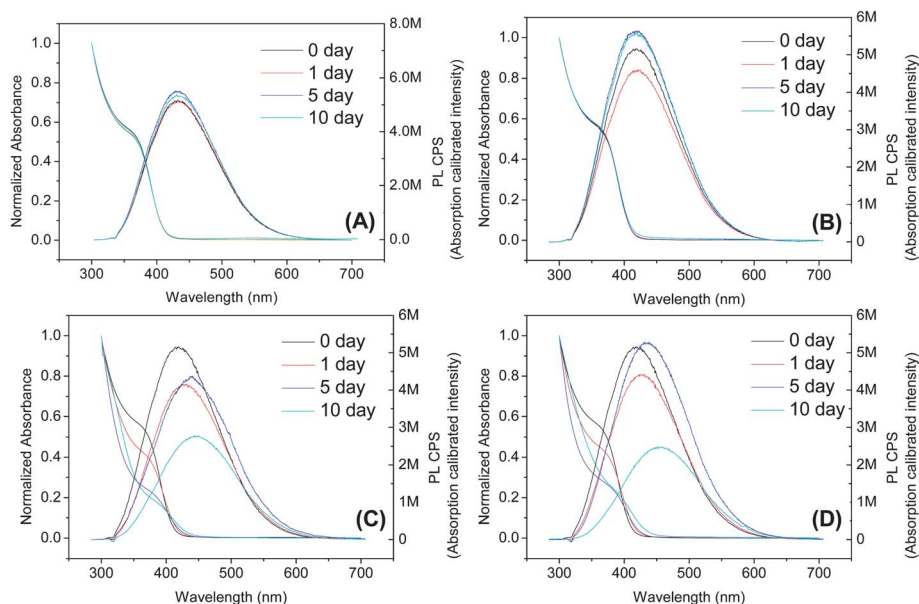 8.0M
1.0
0 day
1 day
5 day
10 day
6.0M
0.8
0.6
4.0M
0.4
2.0M
0.2
(A)
0.0
0.0
300 400 500 600 700
Wavelength (nm)
Normalized Absorbance
PL CPS
(Absorption calibrated intensity)
6M
1.0
0 day
1 day
5 day
10 day
5M
0.8
4M
0.6
3M
0.4
2M
0.2
1M
(B)
0.0
0
300 400 500 600 700
Wavelength (nm)
Normalized Absorbance
PL CPS
(Absorption calibrated intensity)
6M
1.0
0 day
1 day
5 day
10 day
5M
0.8
4M
0.6
3M
0.4
2M
0.2
1M
(C)
0.0
0
300 400 500 600 700
Wavelength (nm)
Normalized Absorbance
PL CPS
(Absorption calibrated intensity)
6M
1.0
0 day
1 day
5 day
10 day
5M
0.8
4M
0.6
3M
0.4
2M
0.2
1M
(D)
0.0
0
300 400 500 600 700
Wavelength (nm)
Normalized Absorbance
PL CPS
(Absorption calibrated intensity)